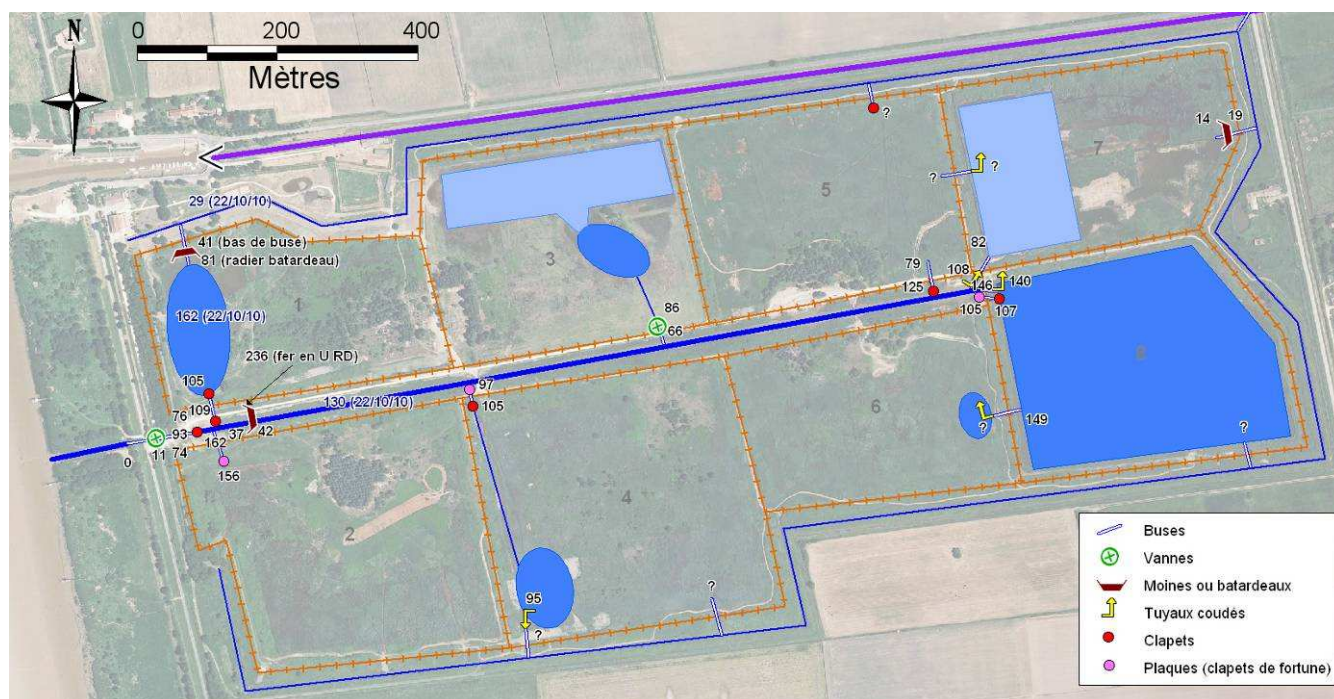 N
0 200 400
Mètres
?
14 19
7
5
?
?
29 (22/10/10)
41 (bas de buse)
81 (radier batardeau)
3
82
79
108
125
146 140
105 107
1
86
66
162 (22/10/10)
236 (fer en U RD)
105
97
76 109
130 (22/10/10)
105
93
37 42
0 11 74 162
156
6
8
149
?
?
4
2
?
95
?
Buses
Vannes
Moines ou batardeaux
Tuyaux coudés
Clapets
Plaques (clapets de fortune)